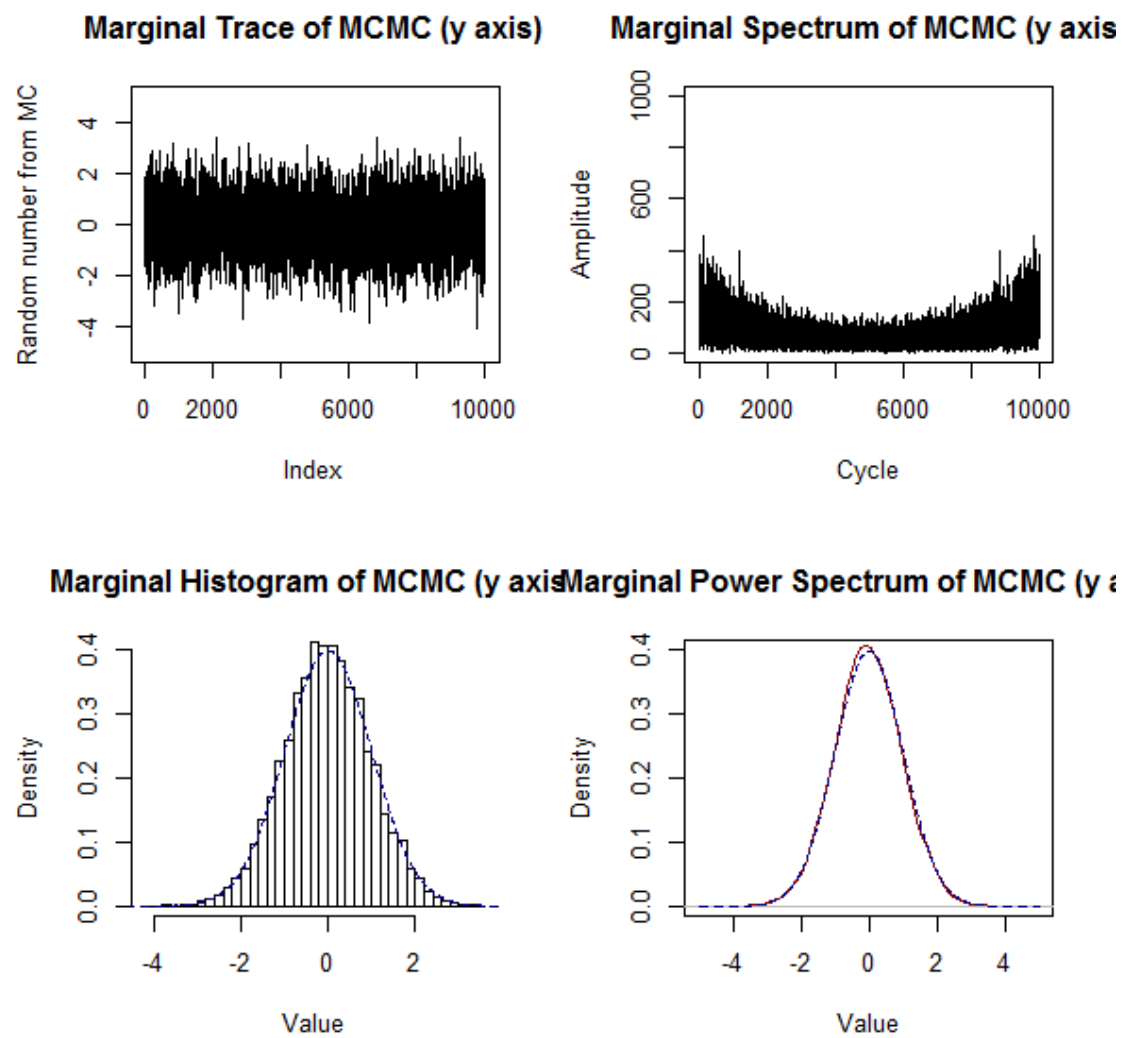 Marginal Trace of MCMC (y axis)
Random number from MC
4
2
0
-2
-4
0 2000 6000 10000
Index
Marginal Spectrum of MCMC (y axis
Amplitude
1000
600
200
0
0 2000 6000 10000
Cycle
Marginal Histogram of MCMC (y axis
Density
0.4
0.3
0.2
0.1
0.0
-4 -2 0 2
Value
Marginal Power Spectrum of MCMC (y a
Density
0.4
0.3
0.2
0.1
0.0
-4 -2 0 2 4
Value